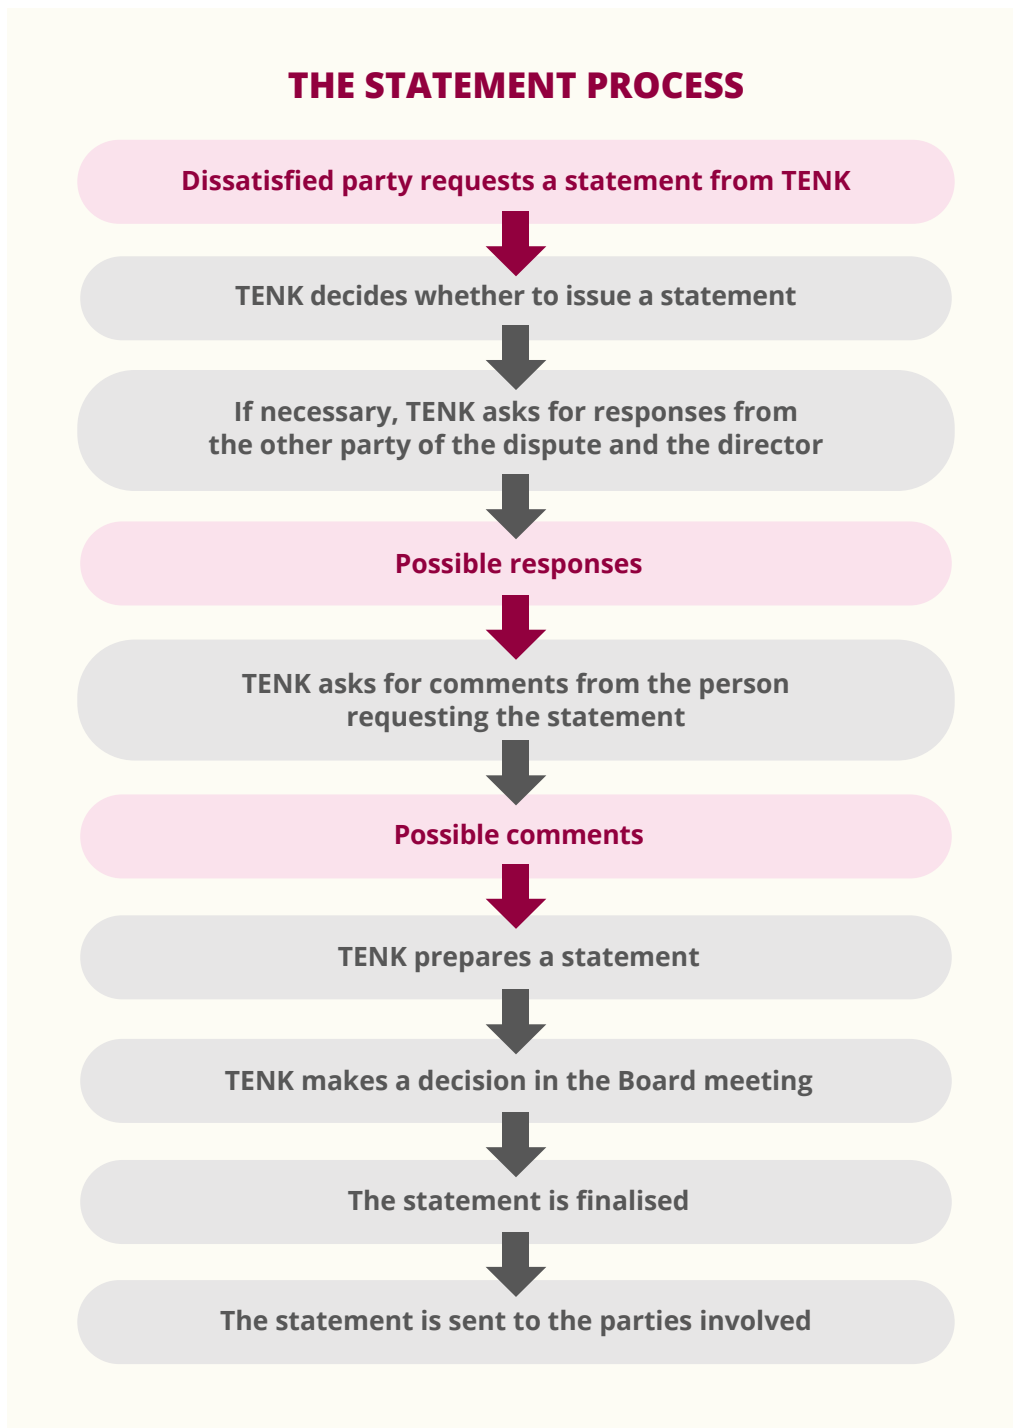 THE STATEMENT PROCESS
Dissatisfied party requests a statement from TENK
TENK decides whether to issue a statement
If necessary, TENK asks for responses from
the other party of the dispute and the director
Possible responses
TENK asks for comments from the person
requesting the statement
Possible comments
TENK prepares a statement
TENK makes a decision in the Board meeting
The statement is finalised
The statement is sent to the parties involved